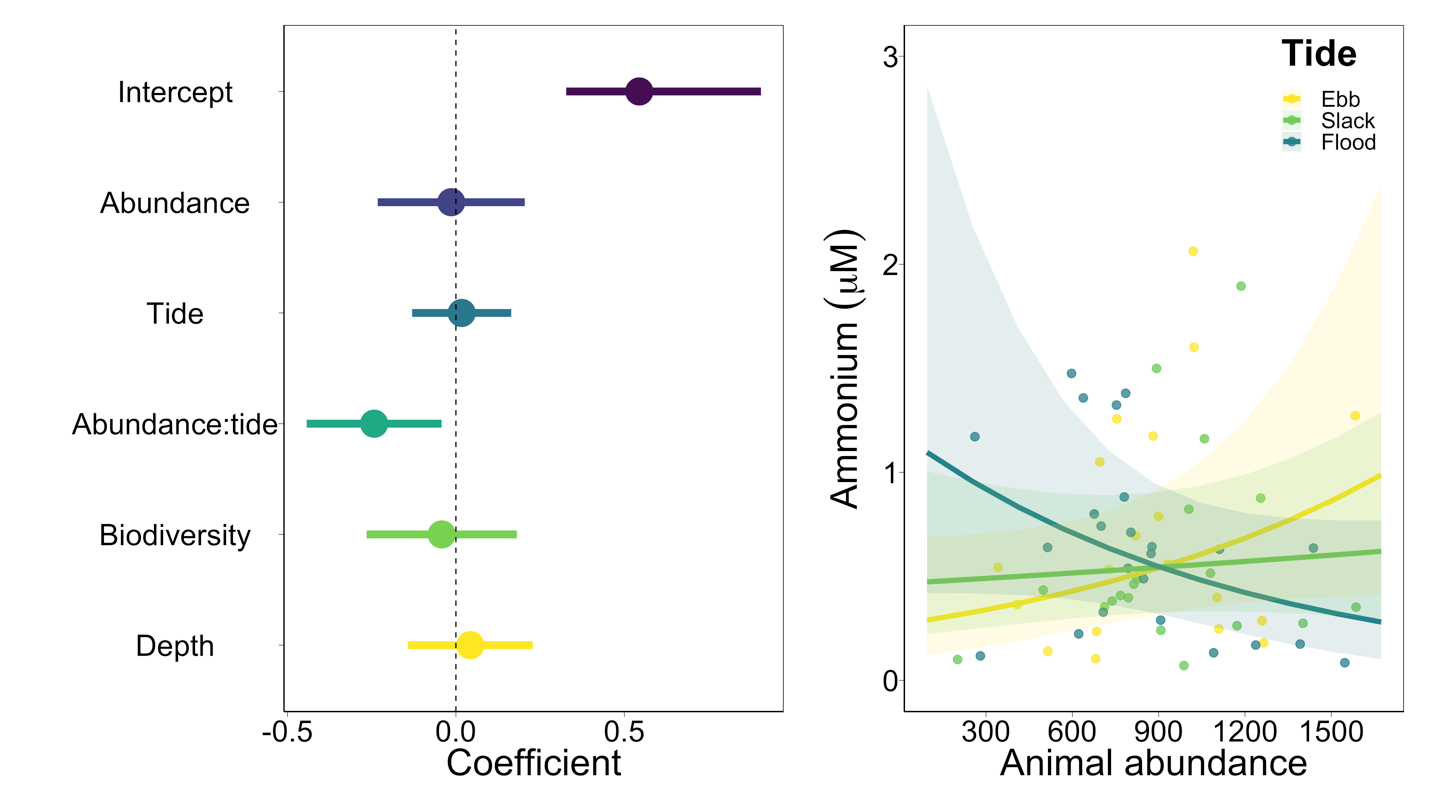 Intercept
Abundance
Tide
Abundance:tide
Biodiversity
Depth
-0.5 0.0 0.5
Coefficient
Ammonium (μM)
3
2
1
0
Tide
Ebb
Slack
Flood
300 600 900 1200 1500
Animal abundance